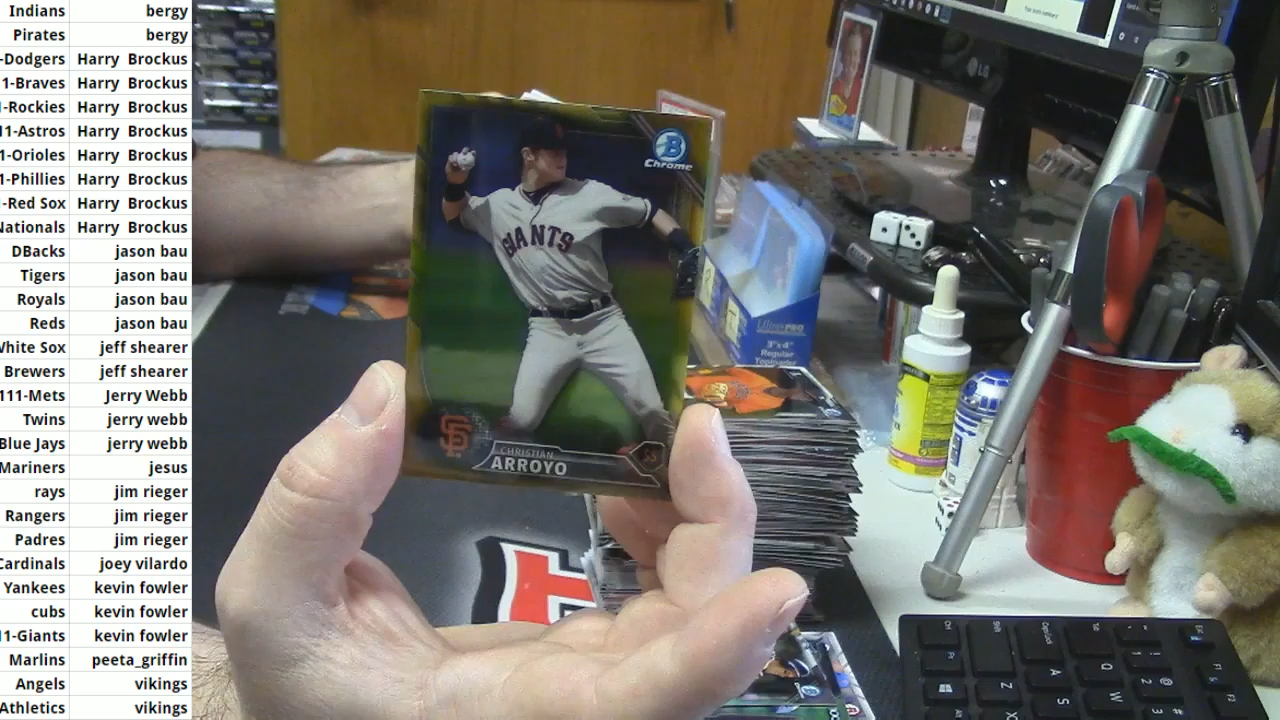 Indians bergy
Pirates bergy
-Dodgers Harry Brockus
1-Braves Harry Brockus
-Rockies Harry Brockus
11-Astros Harry Brockus
1-Orioles Harry Brockus
-Phillies Harry Brockus
-Red Sox Harry Brockus
Nationals Harry Brockus
DBacks jason bau
Tigers jason bau
Royals jason bau
Reds jason bau
White Sox jeff shearer
Brewers jeff shearer
111-Mets Jerry Webb
Twins Jerry webb
Blue Jays jerry webb
Mariners jesus
rays jim rieger
Rangers jim rieger
Padres jim rieger
Cardinals joey vilardo
Yankees kevin fowler
cubs kevin fowler
11-Giants kevin fowler
Marlins peeta_griffin
Angels vikings
Athletics vikings
B
Chrome
GIANTS
SF
CHRISTIAN
ARROYO
SS
LG
Ultra PRO
3"x4"
Regular
Toploader